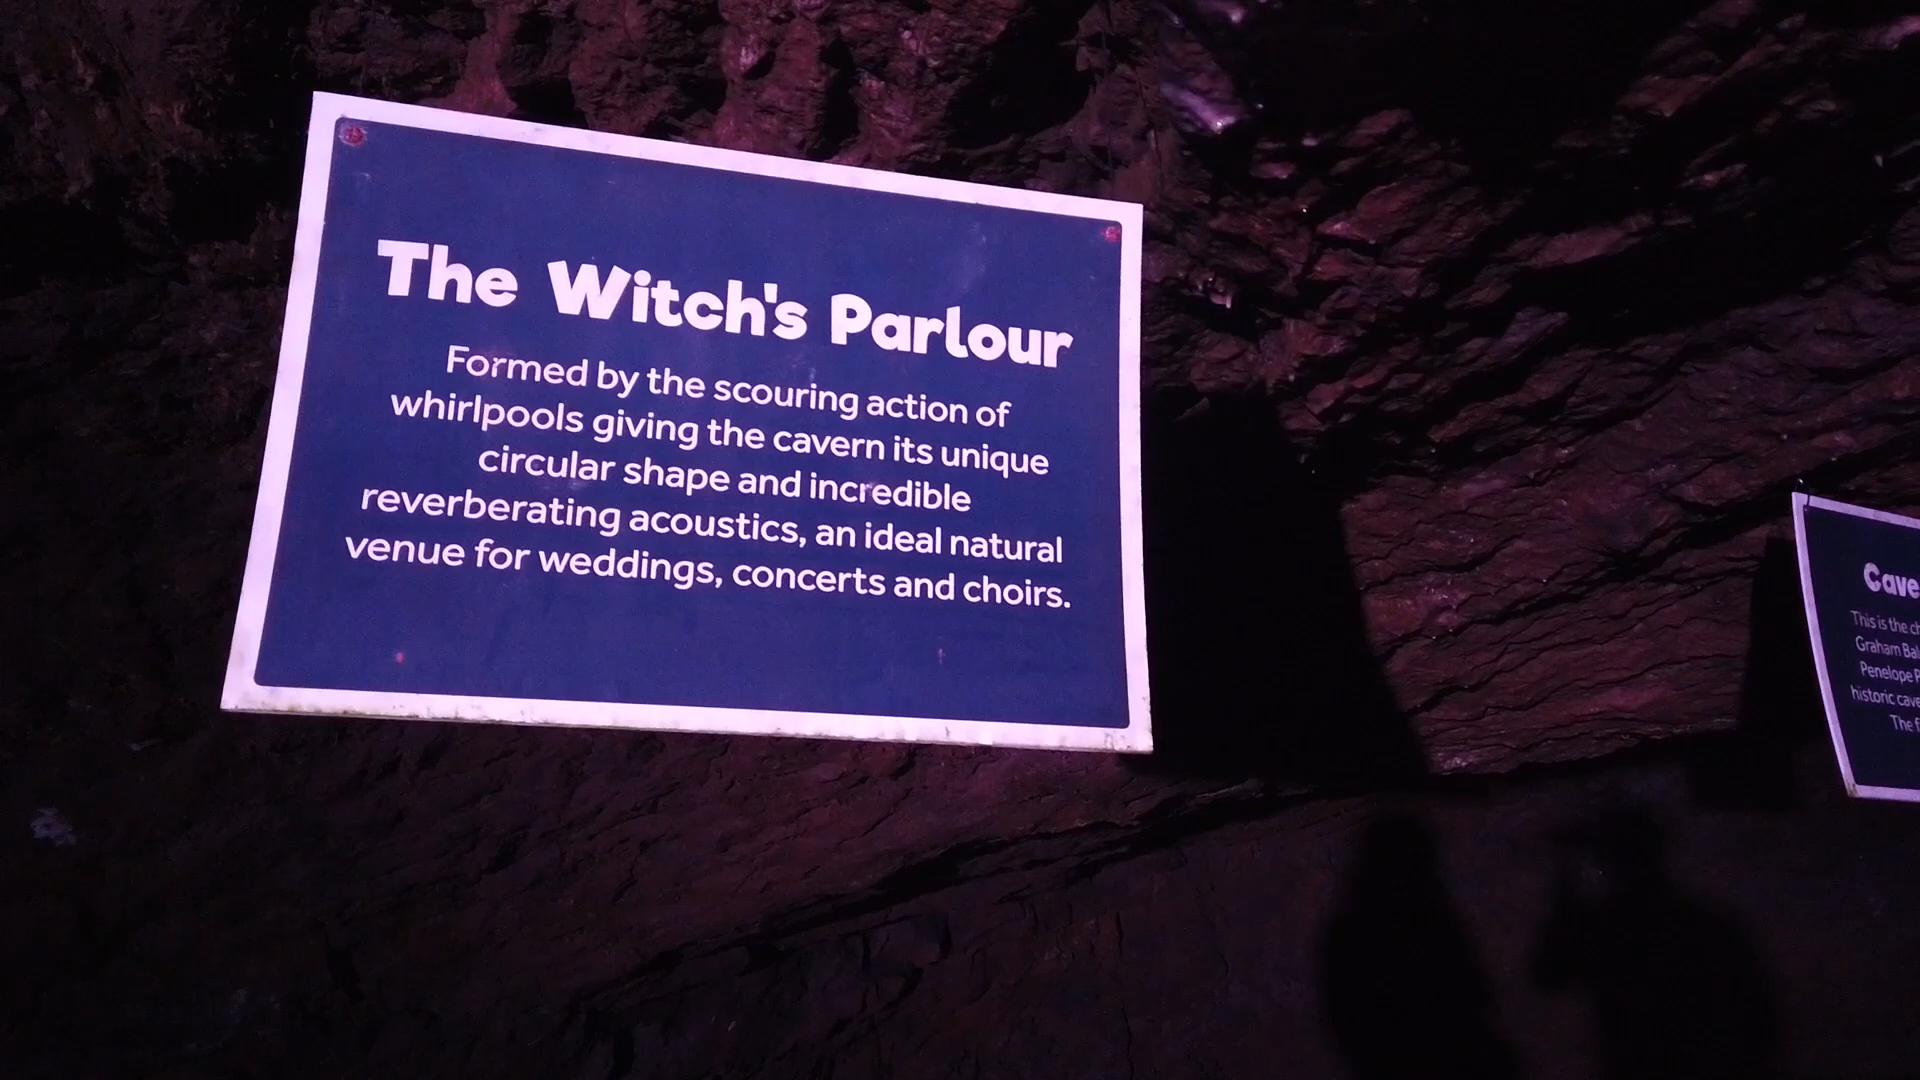 The Witch's Parlour
Formed by the scouring action of
whirlpools giving the cavern its unique
circular shape and incredible
reverberating acoustics, an ideal natural
venue for weddings, concerts and choirs.
Cave
This is the ch
Graham Bal
Penelope P
historic cave
The f